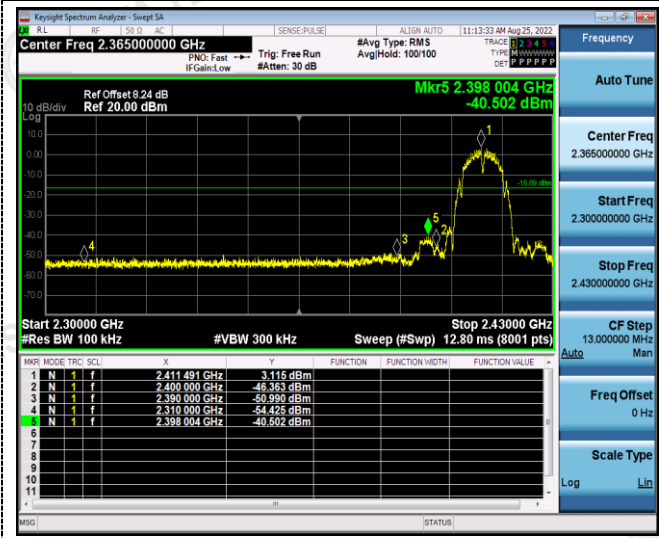 Keysight Spectrum Analyzer - Swept SA
RL RF 50 Ω AC SENSE:PULSE ALIGN AUTO 11:13:33 AM Aug 25, 2022
Center Freq 2.365000000 GHz
PNO: Fast
IFGain:Low
Trig: Free Run
#Atten: 30 dB
#Avg Type: RMS
Avg|Hold: 100/100
TRACE 1 2 3 4 5 6
TYPE MWWWWW
DET P P P P P P
Mkr5 2.398 004 GHz
-40.502 dBm
Ref Offset 8.24 dB
10 dB/div Ref 20.00 dBm
Log
10.0
0.00
-10.0
-20.0
-30.0
-40.0
-50.0
-60.0
-70.0
1
-16.89 dBm
5
2
3
4
Start 2.30000 GHz Stop 2.43000 GHz
#Res BW 100 kHz #VBW 300 kHz Sweep (#Swp) 12.80 ms (8001 pts)
MKR MODE TRC SCL X Y FUNCTION FUNCTION WIDTH FUNCTION VALUE
1 N 1 f 2.411 491 GHz 3.115 dBm
2 N 1 f 2.400 000 GHz -46.363 dBm
3 N 1 f 2.390 000 GHz -50.990 dBm
4 N 1 f 2.310 000 GHz -54.425 dBm
5 N 1 f 2.398 004 GHz -40.502 dBm
6
7
8
9
10
11
MSG STATUS
Frequency
Auto Tune
Center Freq
2.365000000 GHz
Start Freq
2.300000000 GHz
Stop Freq
2.430000000 GHz
CF Step
13.000000 MHz
Auto Man
Freq Offset
0 Hz
Scale Type
Log Lin